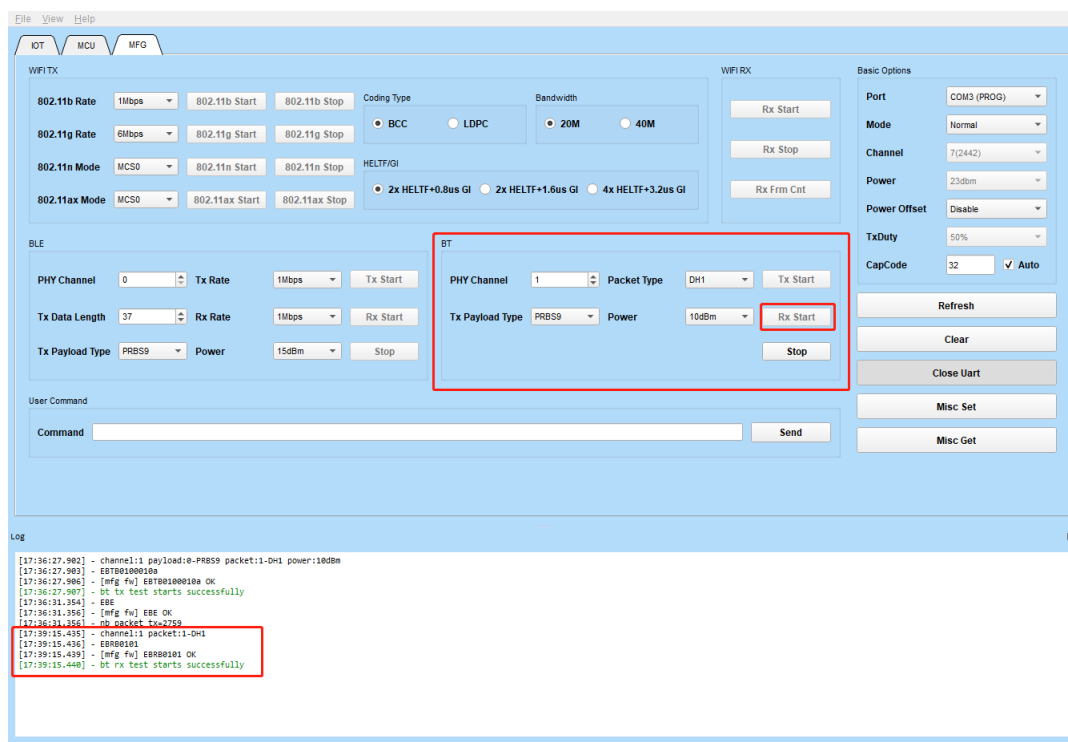 File View Help
IOT MCU MFG
WIFI TX
802.11b Rate 1Mbps 802.11b Start 802.11b Stop
802.11g Rate 6Mbps 802.11g Start 802.11g Stop
802.11n Mode MCS0 802.11n Start 802.11n Stop
802.11ax Mode MCS0 802.11ax Start 802.11ax Stop
Coding Type
BCC LDPC
Bandwidth
20M 40M
HELTF/GI
2x HELTF+0.8us GI 2x HELTF+1.6us GI 4x HELTF+3.2us GI
WIFI RX
Rx Start
Rx Stop
Rx Frm Cnt
Basic Options
Port COM3 (PROG)
Mode Normal
Channel 7(2442)
Power 23dbm
Power Offset Disable
TxDuty 50%
CapCode 32 Auto
BLE
PHY Channel 0 Tx Rate 1Mbps Tx Start
Tx Data Length 37 Rx Rate 1Mbps Rx Start
Tx Payload Type PRBS9 Power 15dBm Stop
BT
PHY Channel 1 Packet Type DH1 Tx Start
Tx Payload Type PRBS9 Power 10dBm Rx Start
Stop
Refresh
Clear
Close Uart
Misc Set
Misc Get
User Command
Command Send
Log
[17:36:27.902] - channel:1 payload:0-PRBS9 packet:1-DH1 power:10dBm
[17:36:27.903] - EBTB0100010a
[17:36:27.906] - [mfg fw] EBTB0100010a OK
[17:36:27.907] - bt tx test starts successfully
[17:36:31.354] - EBE
[17:36:31.356] - [mfg fw] EBE OK
[17:36:31.356] - nb packet tx=2759
[17:39:15.435] - channel:1 packet:1-DH1
[17:39:15.436] - EBRB0101
[17:39:15.439] - [mfg fw] EBRB0101 OK
[17:39:15.440] - bt rx test starts successfully